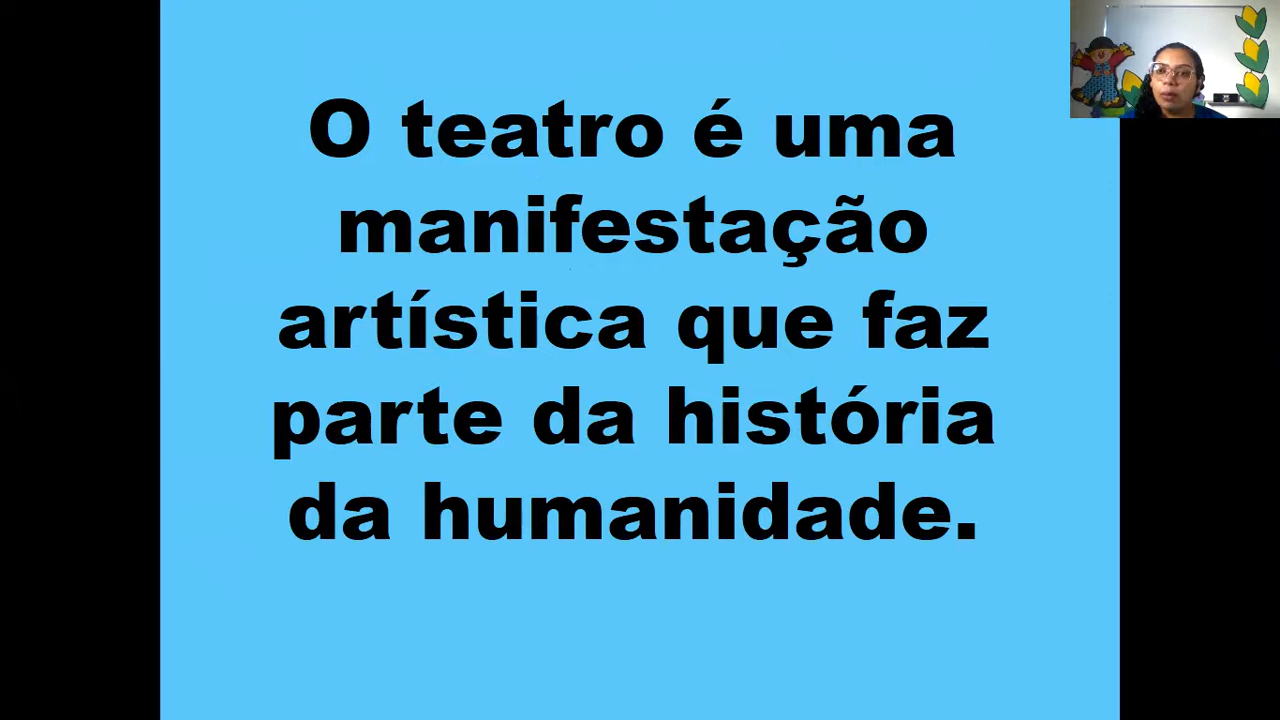 O teatro é uma
manifestação
artística que faz
parte da história
da humanidade.